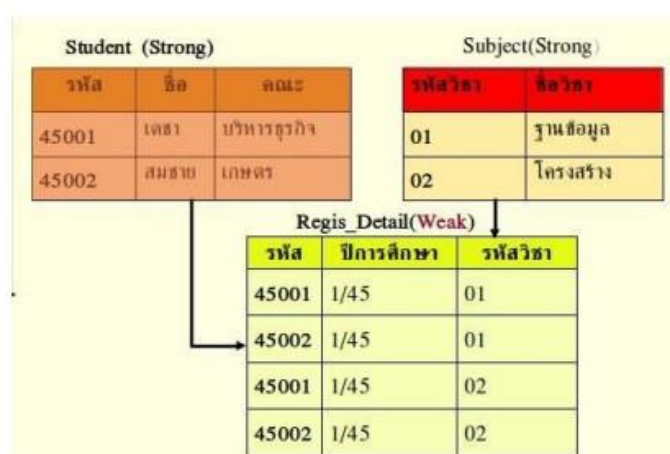 Student (Strong)
รหัส ชื่อ คณะ
45001 เดชา บริหารธุรกิจ
45002 สมชาย เกษตร
Subject(Strong)
รหัสวิชา ชื่อวิชา
01 ฐานข้อมูล
02 โครงสร้าง
Regis_Detail(Weak)
รหัส ปีการศึกษา รหัสวิชา
45001 1/45 01
45002 1/45 01
45001 1/45 02
45002 1/45 02